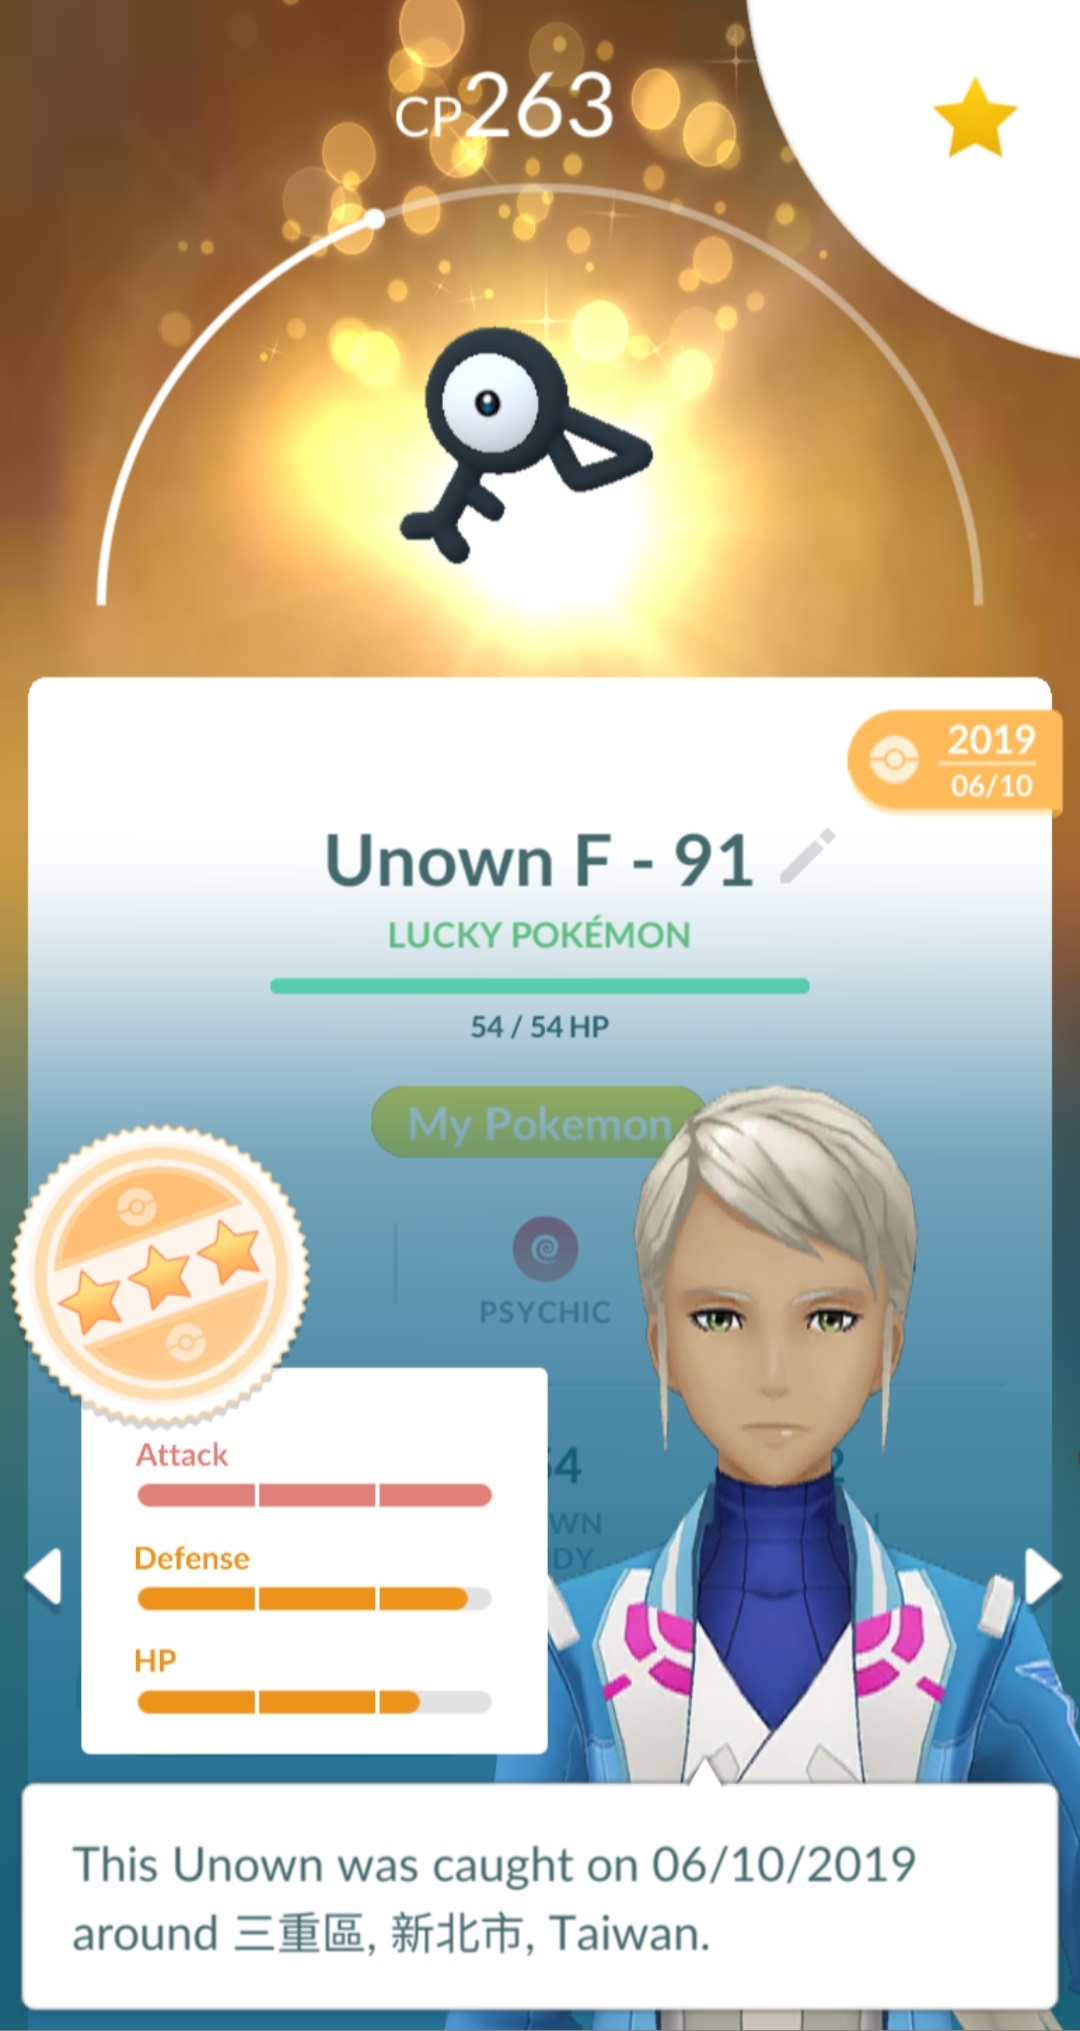 CP263
2019
06/10
Unown F - 91
LUCKY POKÉMON
54 / 54 HP
My Pokemon
PSYCHIC
Attack
Defense
HP
This Unown was caught on 06/10/2019
around 三重區, 新北市, Taiwan.